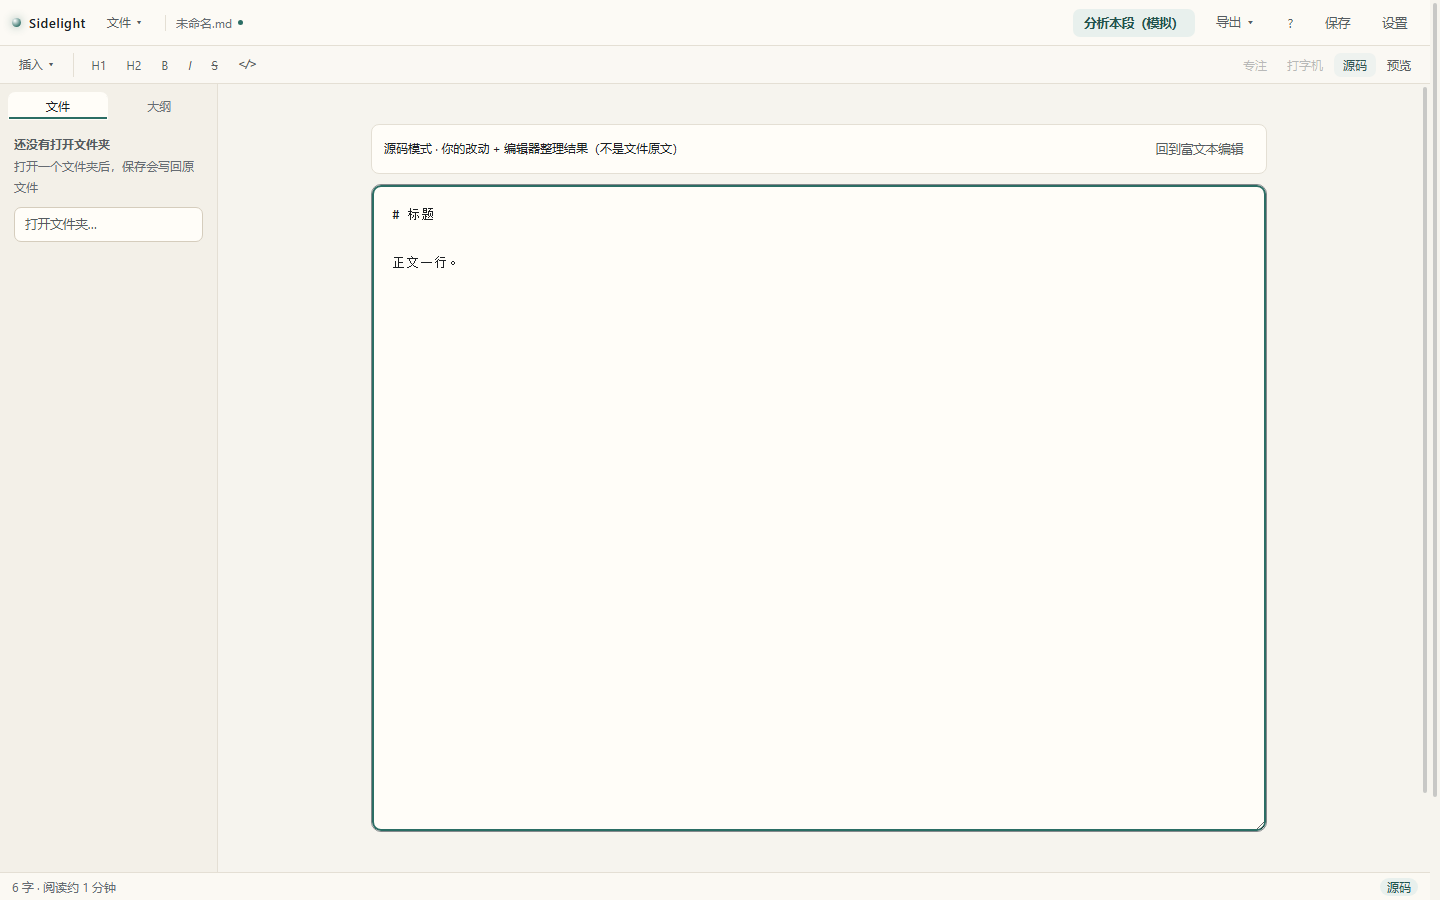 Sidelight 文件 ▾ 未命名.md ● 分析本段（模拟） 导出 ▾ ? 保存 设置
插入 ▾ H1 H2 B I S </> 专注 打字机 源码 预览
文件 大纲
还没有打开文件夹
打开一个文件夹后，保存会写回原
文件
打开文件夹...
源码模式 · 你的改动 + 编辑器整理结果（不是文件原文） 回到富文本编辑
# 标题
正文一行。
6 字 · 阅读约 1 分钟 源码